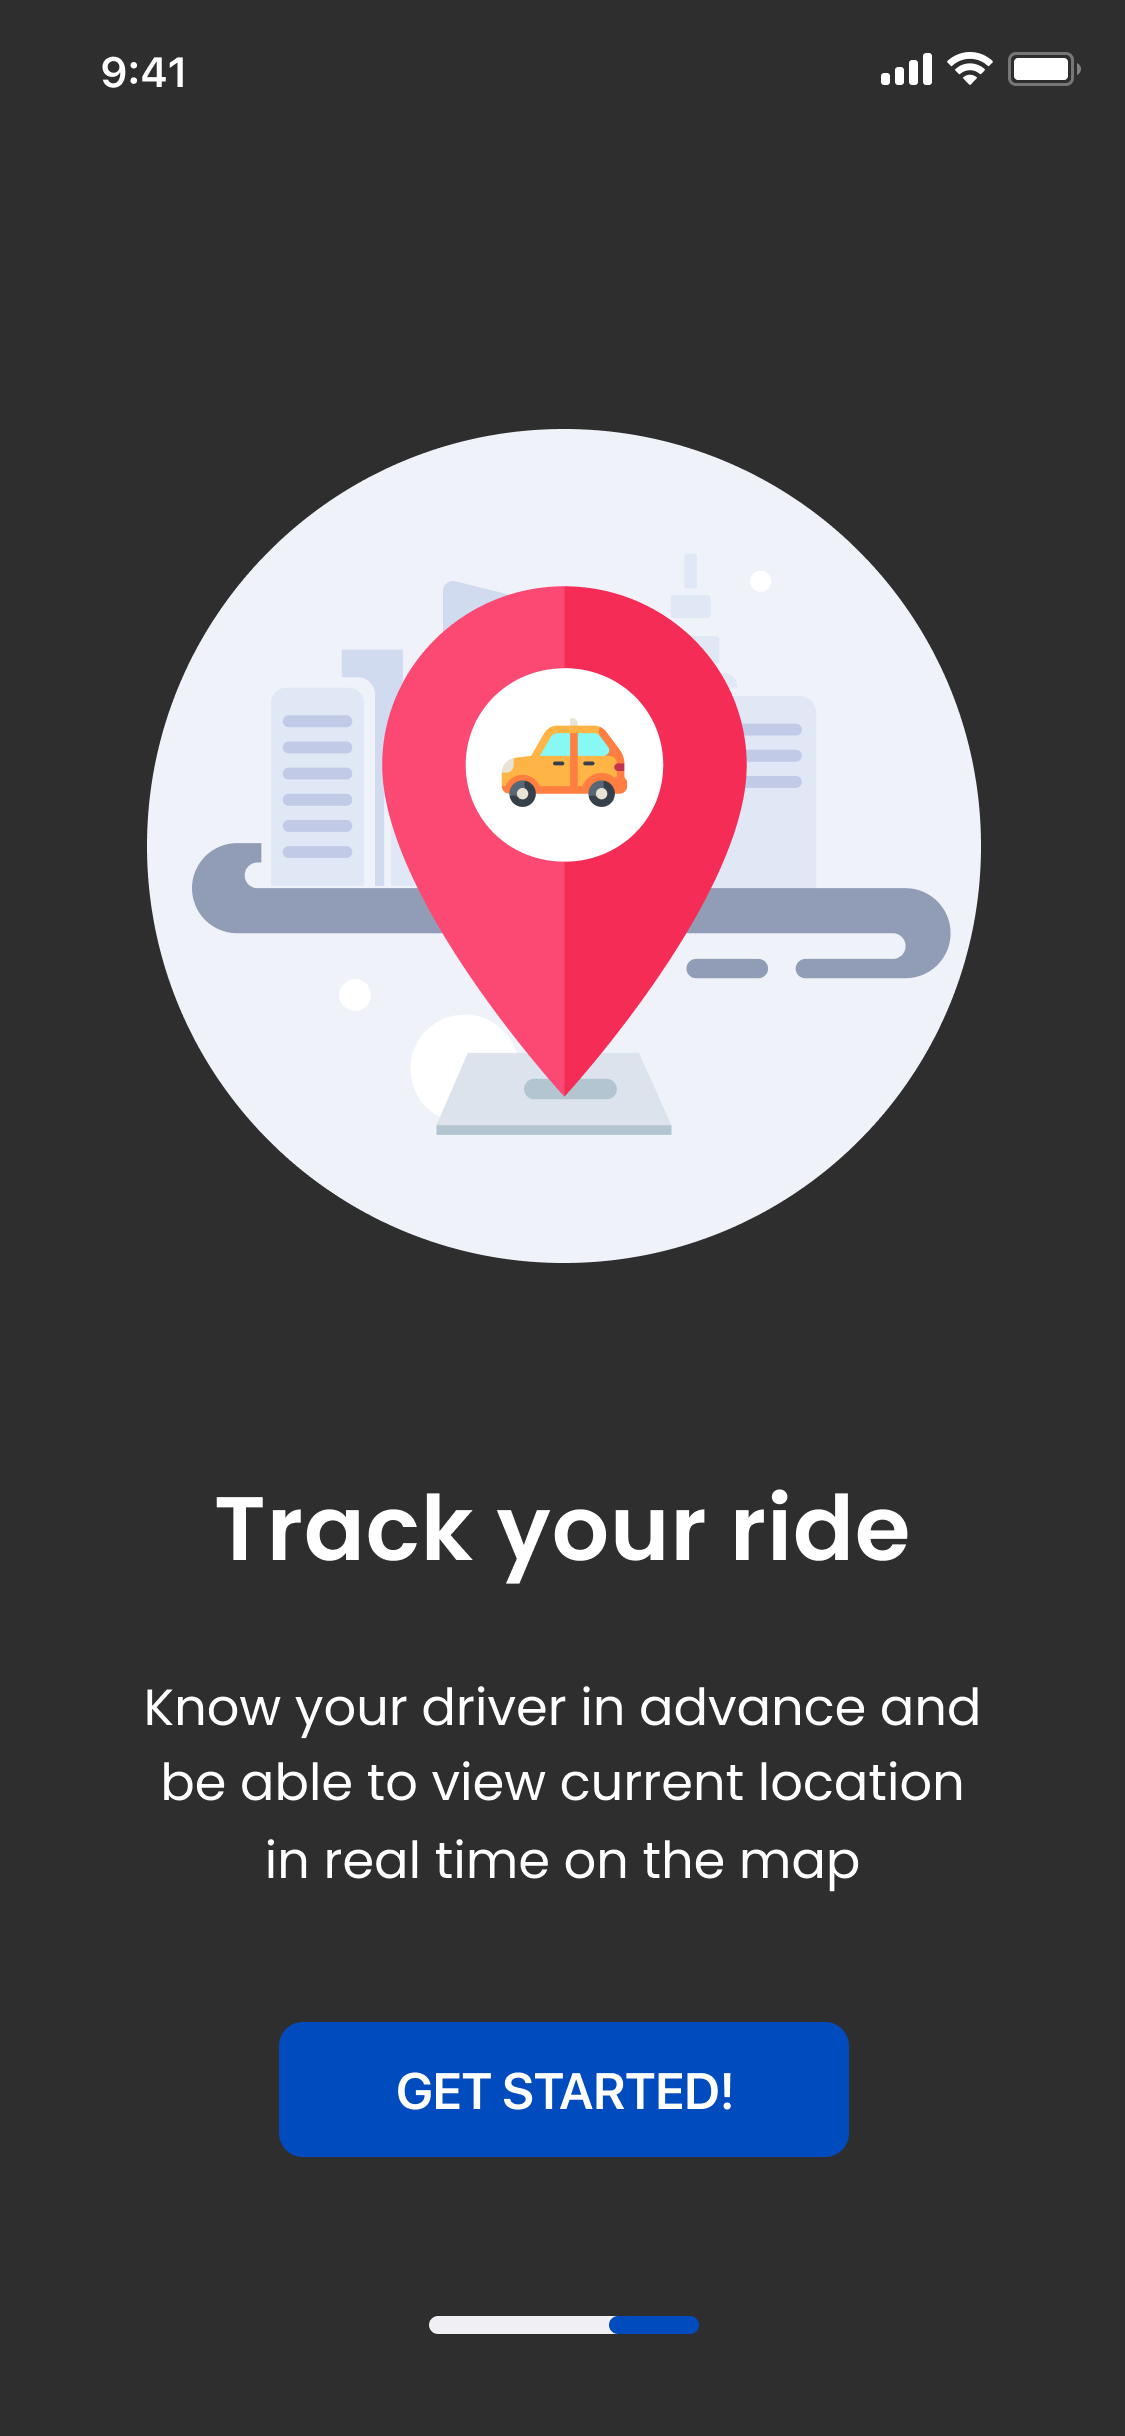 9:41
Track your ride
Know your driver in advance and
be able to view current location
in real time on the map
GET STARTED!